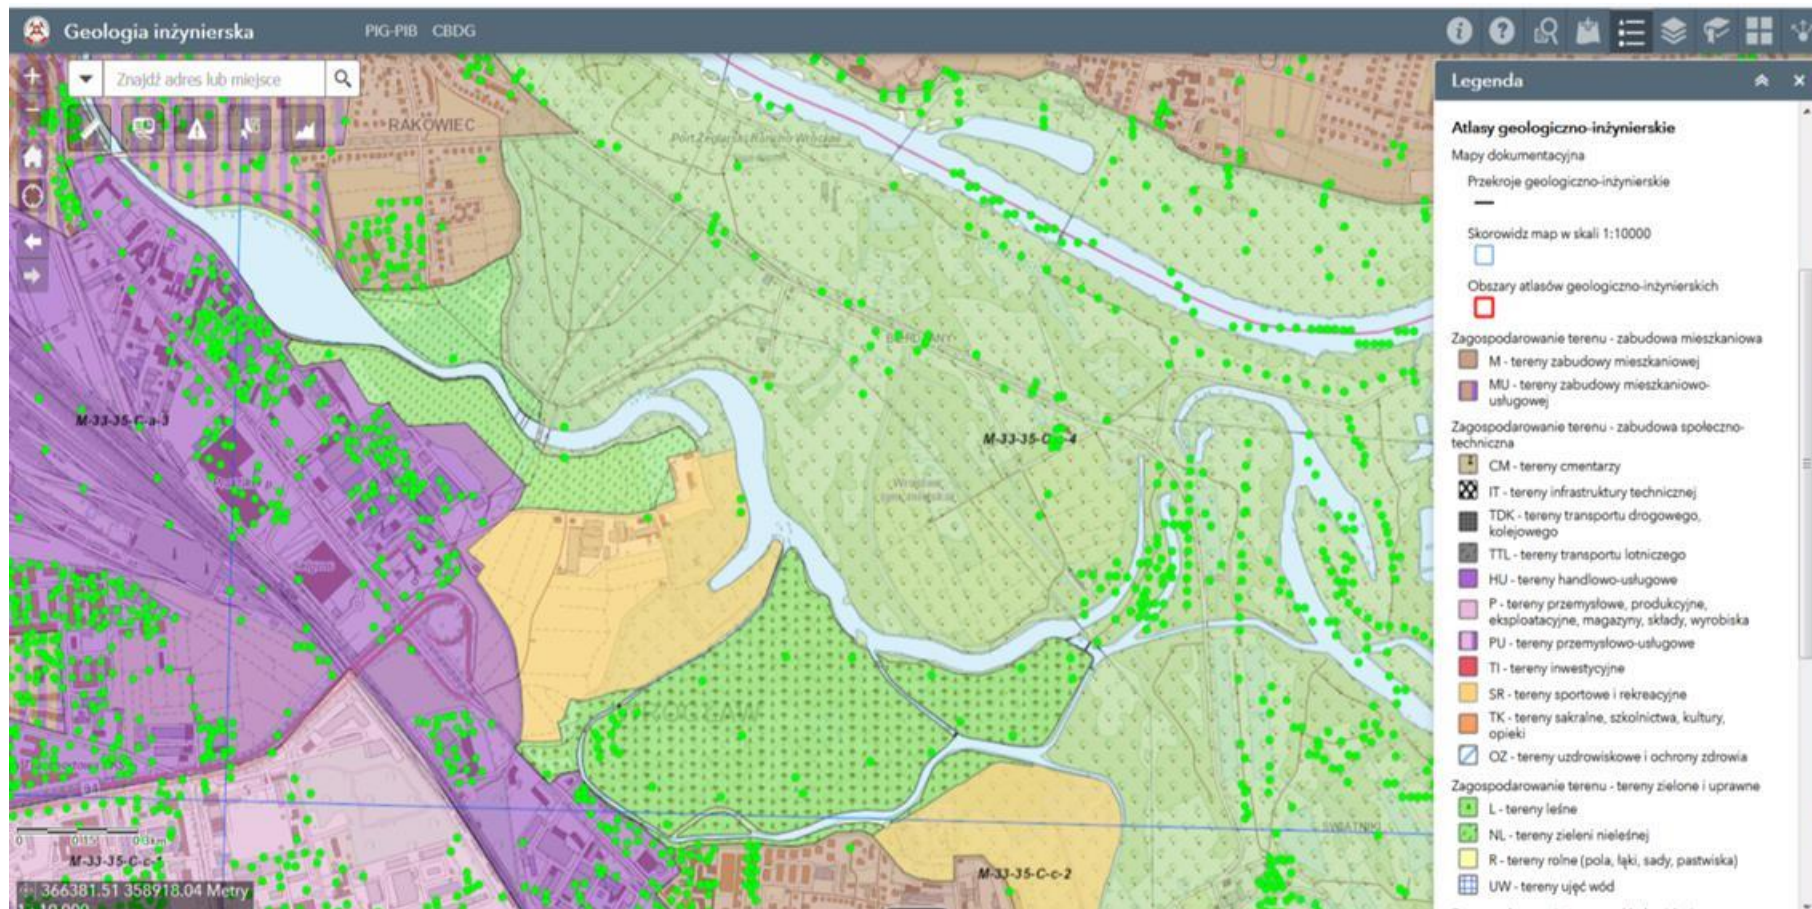 Geologia inżynierska
PIG-PIB CBDG
Znajdź adres lub miejsce
RAKOWIEC
M-33-35-C-a-3
M-33-35-C-c-2
ŚWIĄTNIKI
94
366381.51 358918.04 Metry
Legenda
Atlasy geologiczno-inżynierskie
Mapy dokumentacyjna
Przekroje geologiczno-inżynierskie
Skorowidz map w skali 1:10000
Obszary atlasów geologiczno-inżynierskich
Zagospodarowanie terenu - zabudowa mieszkaniowa
M - tereny zabudowy mieszkaniowej
MU - tereny zabudowy mieszkaniowo-
usługowej
Zagospodarowanie terenu - zabudowa społeczno-
techniczna
CM - tereny cmentarzy
IT - tereny infrastruktury technicznej
TDK - tereny transportu drogowego,
kolejowego
TTL - tereny transportu lotniczego
HU - tereny handlowo-usługowe
P - tereny przemysłowe, produkcyjne,
eksploatacyjne, magazyny, składy, wyrobiska
PU - tereny przemysłowo-usługowe
TI - tereny inwestycyjne
SR - tereny sportowe i rekreacyjne
TK - tereny sakralne, szkolnictwa, kultury,
opieki
OZ - tereny uzdrowiskowe i ochrony zdrowia
Zagospodarowanie terenu - tereny zielone i uprawne
L - tereny leśne
NL - tereny zieleni nieleśnej
R - tereny rolne (pola, łąki, sady, pastwiska)
UW - tereny ujęć wód